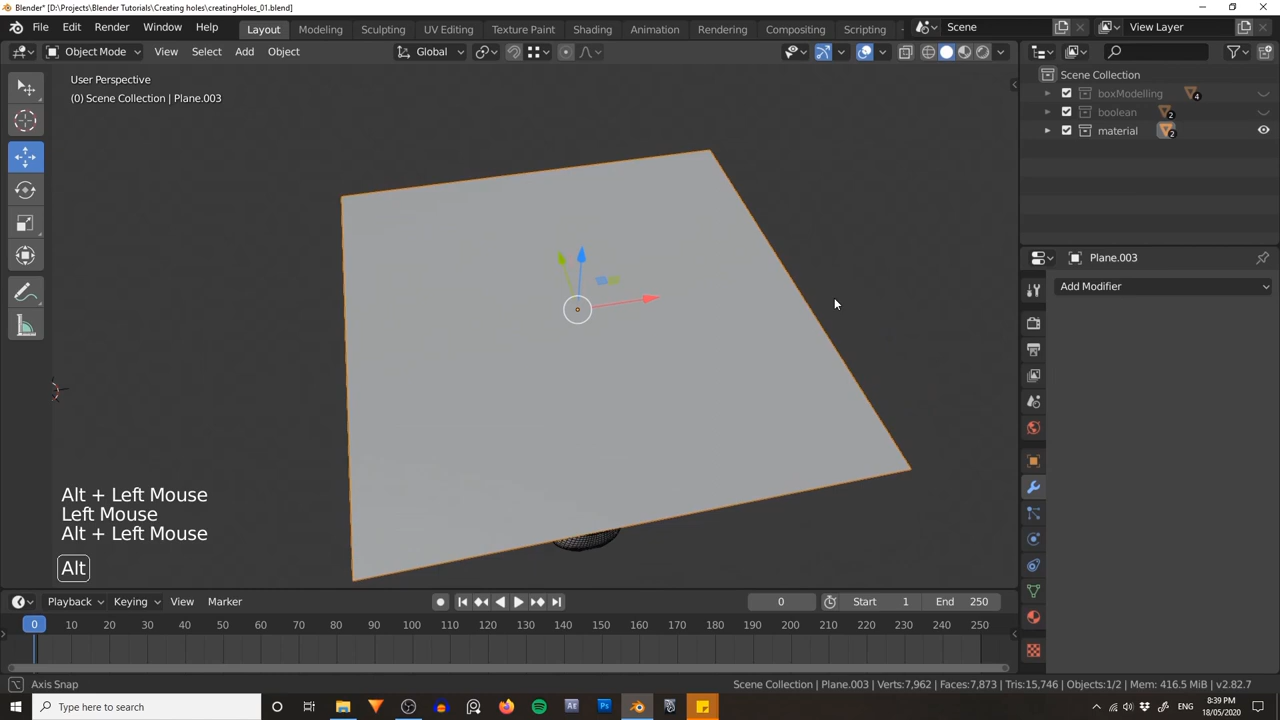 Blender* [D:\Projects\Blender Tutorials\Creating holes\creatingHoles_01.blend]
File Edit Render Window Help Layout Modeling Sculpting UV Editing Texture Paint Shading Animation Rendering Compositing Scripting Scene View Layer
Object Mode View Select Add Object Global
User Perspective
(0) Scene Collection | Plane.003
Scene Collection
boxModelling 4
boolean 2
material 2
Plane.003
Add Modifier
Alt + Left Mouse
Left Mouse
Alt + Left Mouse
Alt
Playback Keying View Marker 0 Start 1 End 250
0 10 20 30 40 50 60 70 80 90 100 110 120 130 140 150 160 170 180 190 200 210 220 230 240 250
Axis Snap Scene Collection | Plane.003 | Verts:7,962 | Faces:7,873 | Tris:15,746 | Objects:1/2 | Mem: 416.5 MiB | v2.82.7
Type here to search Ae Ps ENG 8:39 PM
18/05/2020